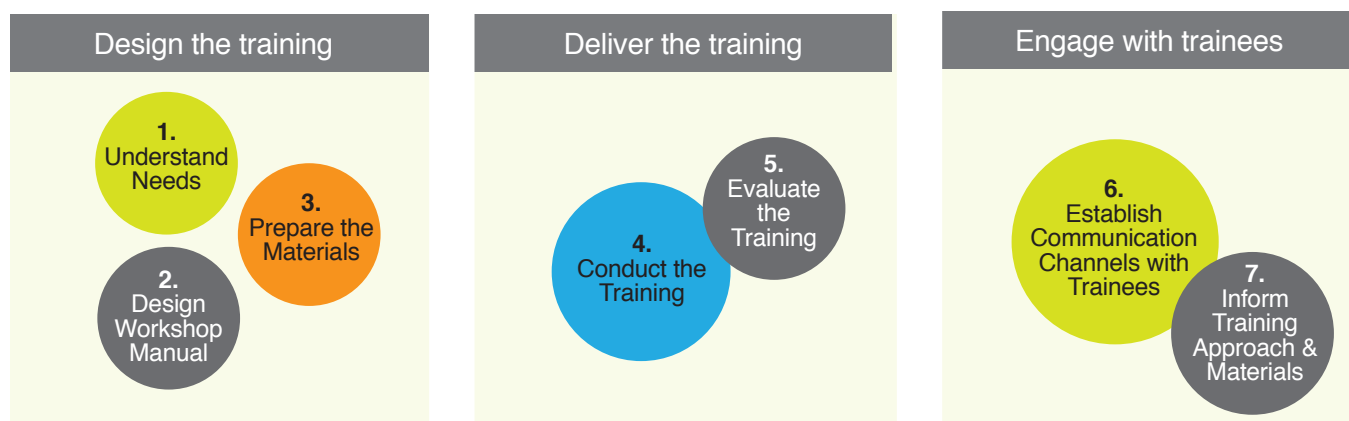 Design the training
1.
Understand
Needs
2.
Design
Workshop
Manual
3.
Prepare the
Materials
Deliver the training
4.
Conduct the
Training
5.
Evaluate
the
Training
Engage with trainees
6.
Establish
Communication
Channels with
Trainees
7.
Inform
Training
Approach &
Materials